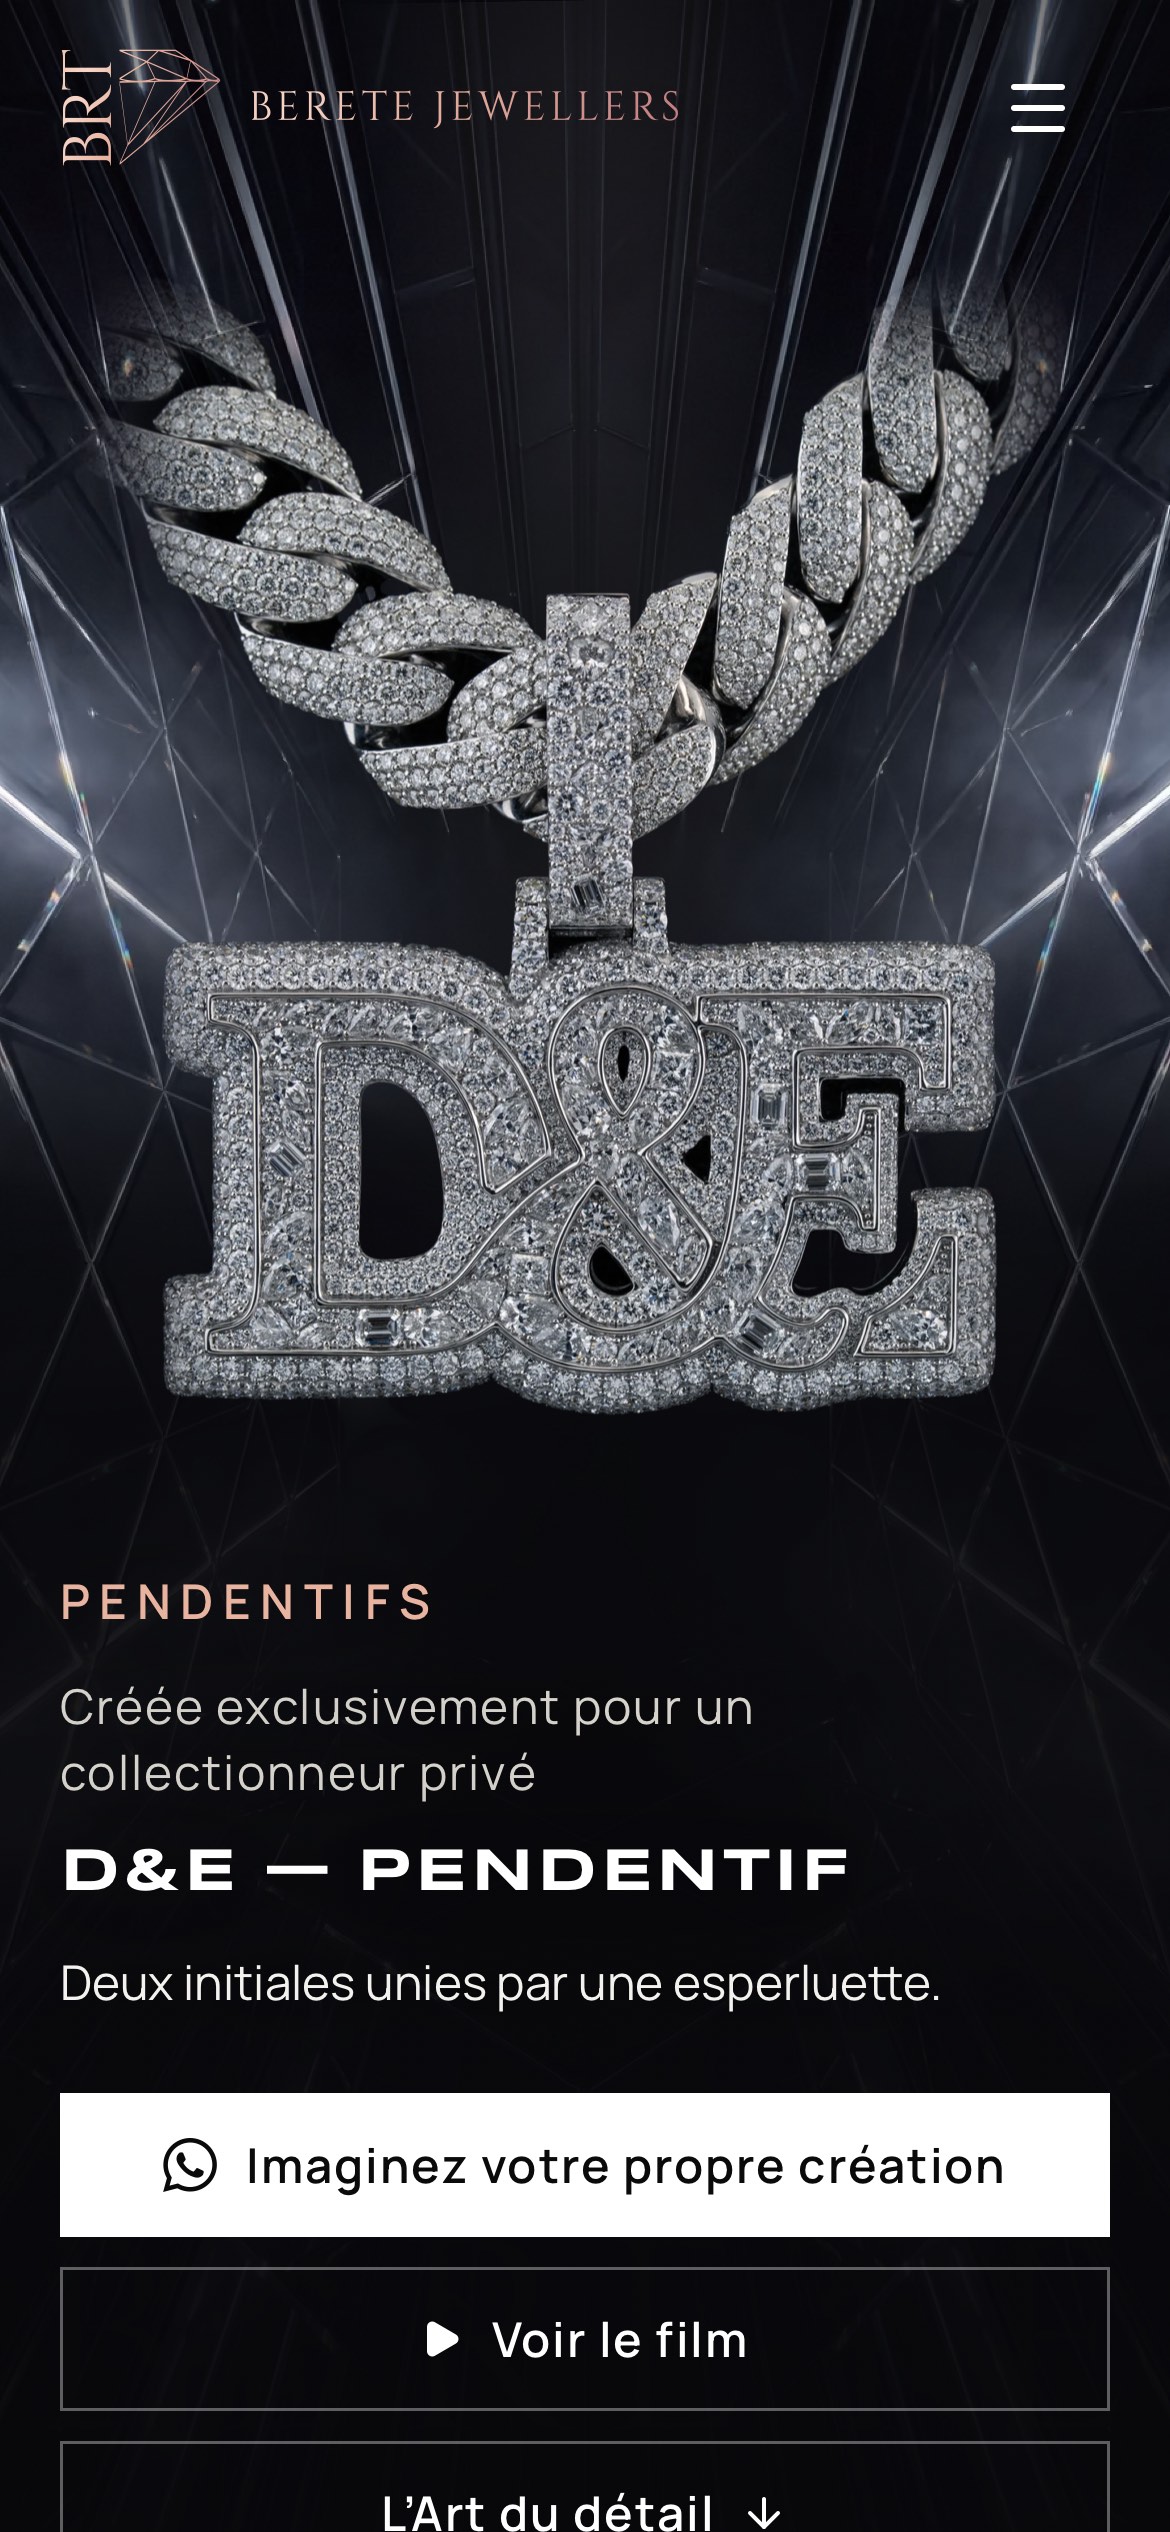 BRT
BERETE JEWELLERS
D&E
PENDENTIFS
Créée exclusivement pour un
collectionneur privé
D&E — PENDENTIF
Deux initiales unies par une esperluette.
Imaginez votre propre création
Voir le film
L’Art du détail ↓